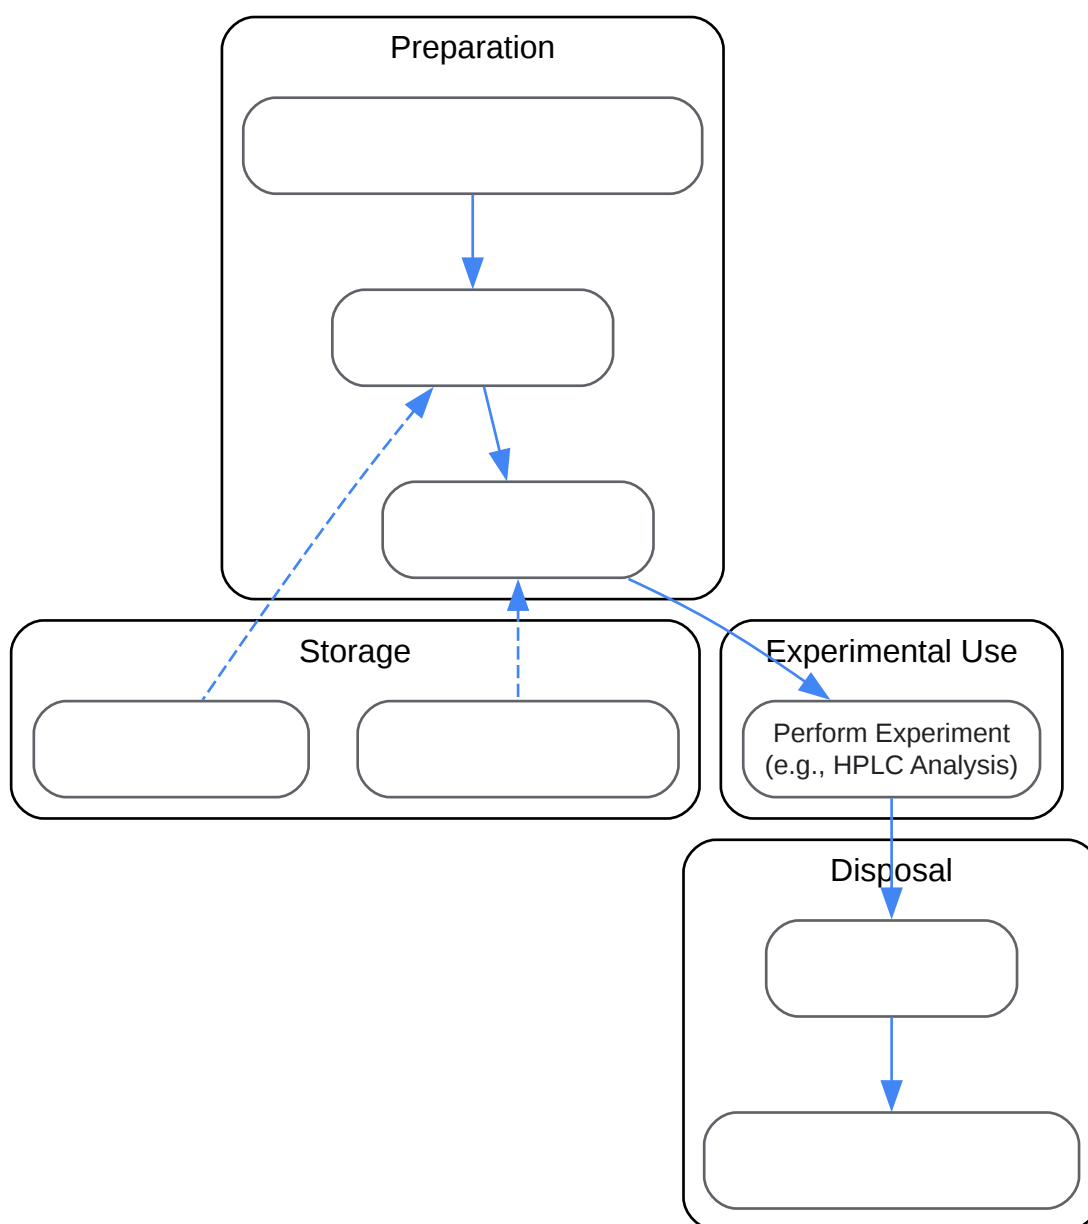 Preparation
Storage
Experimental Use
Perform Experiment
(e.g., HPLC Analysis)
Disposal